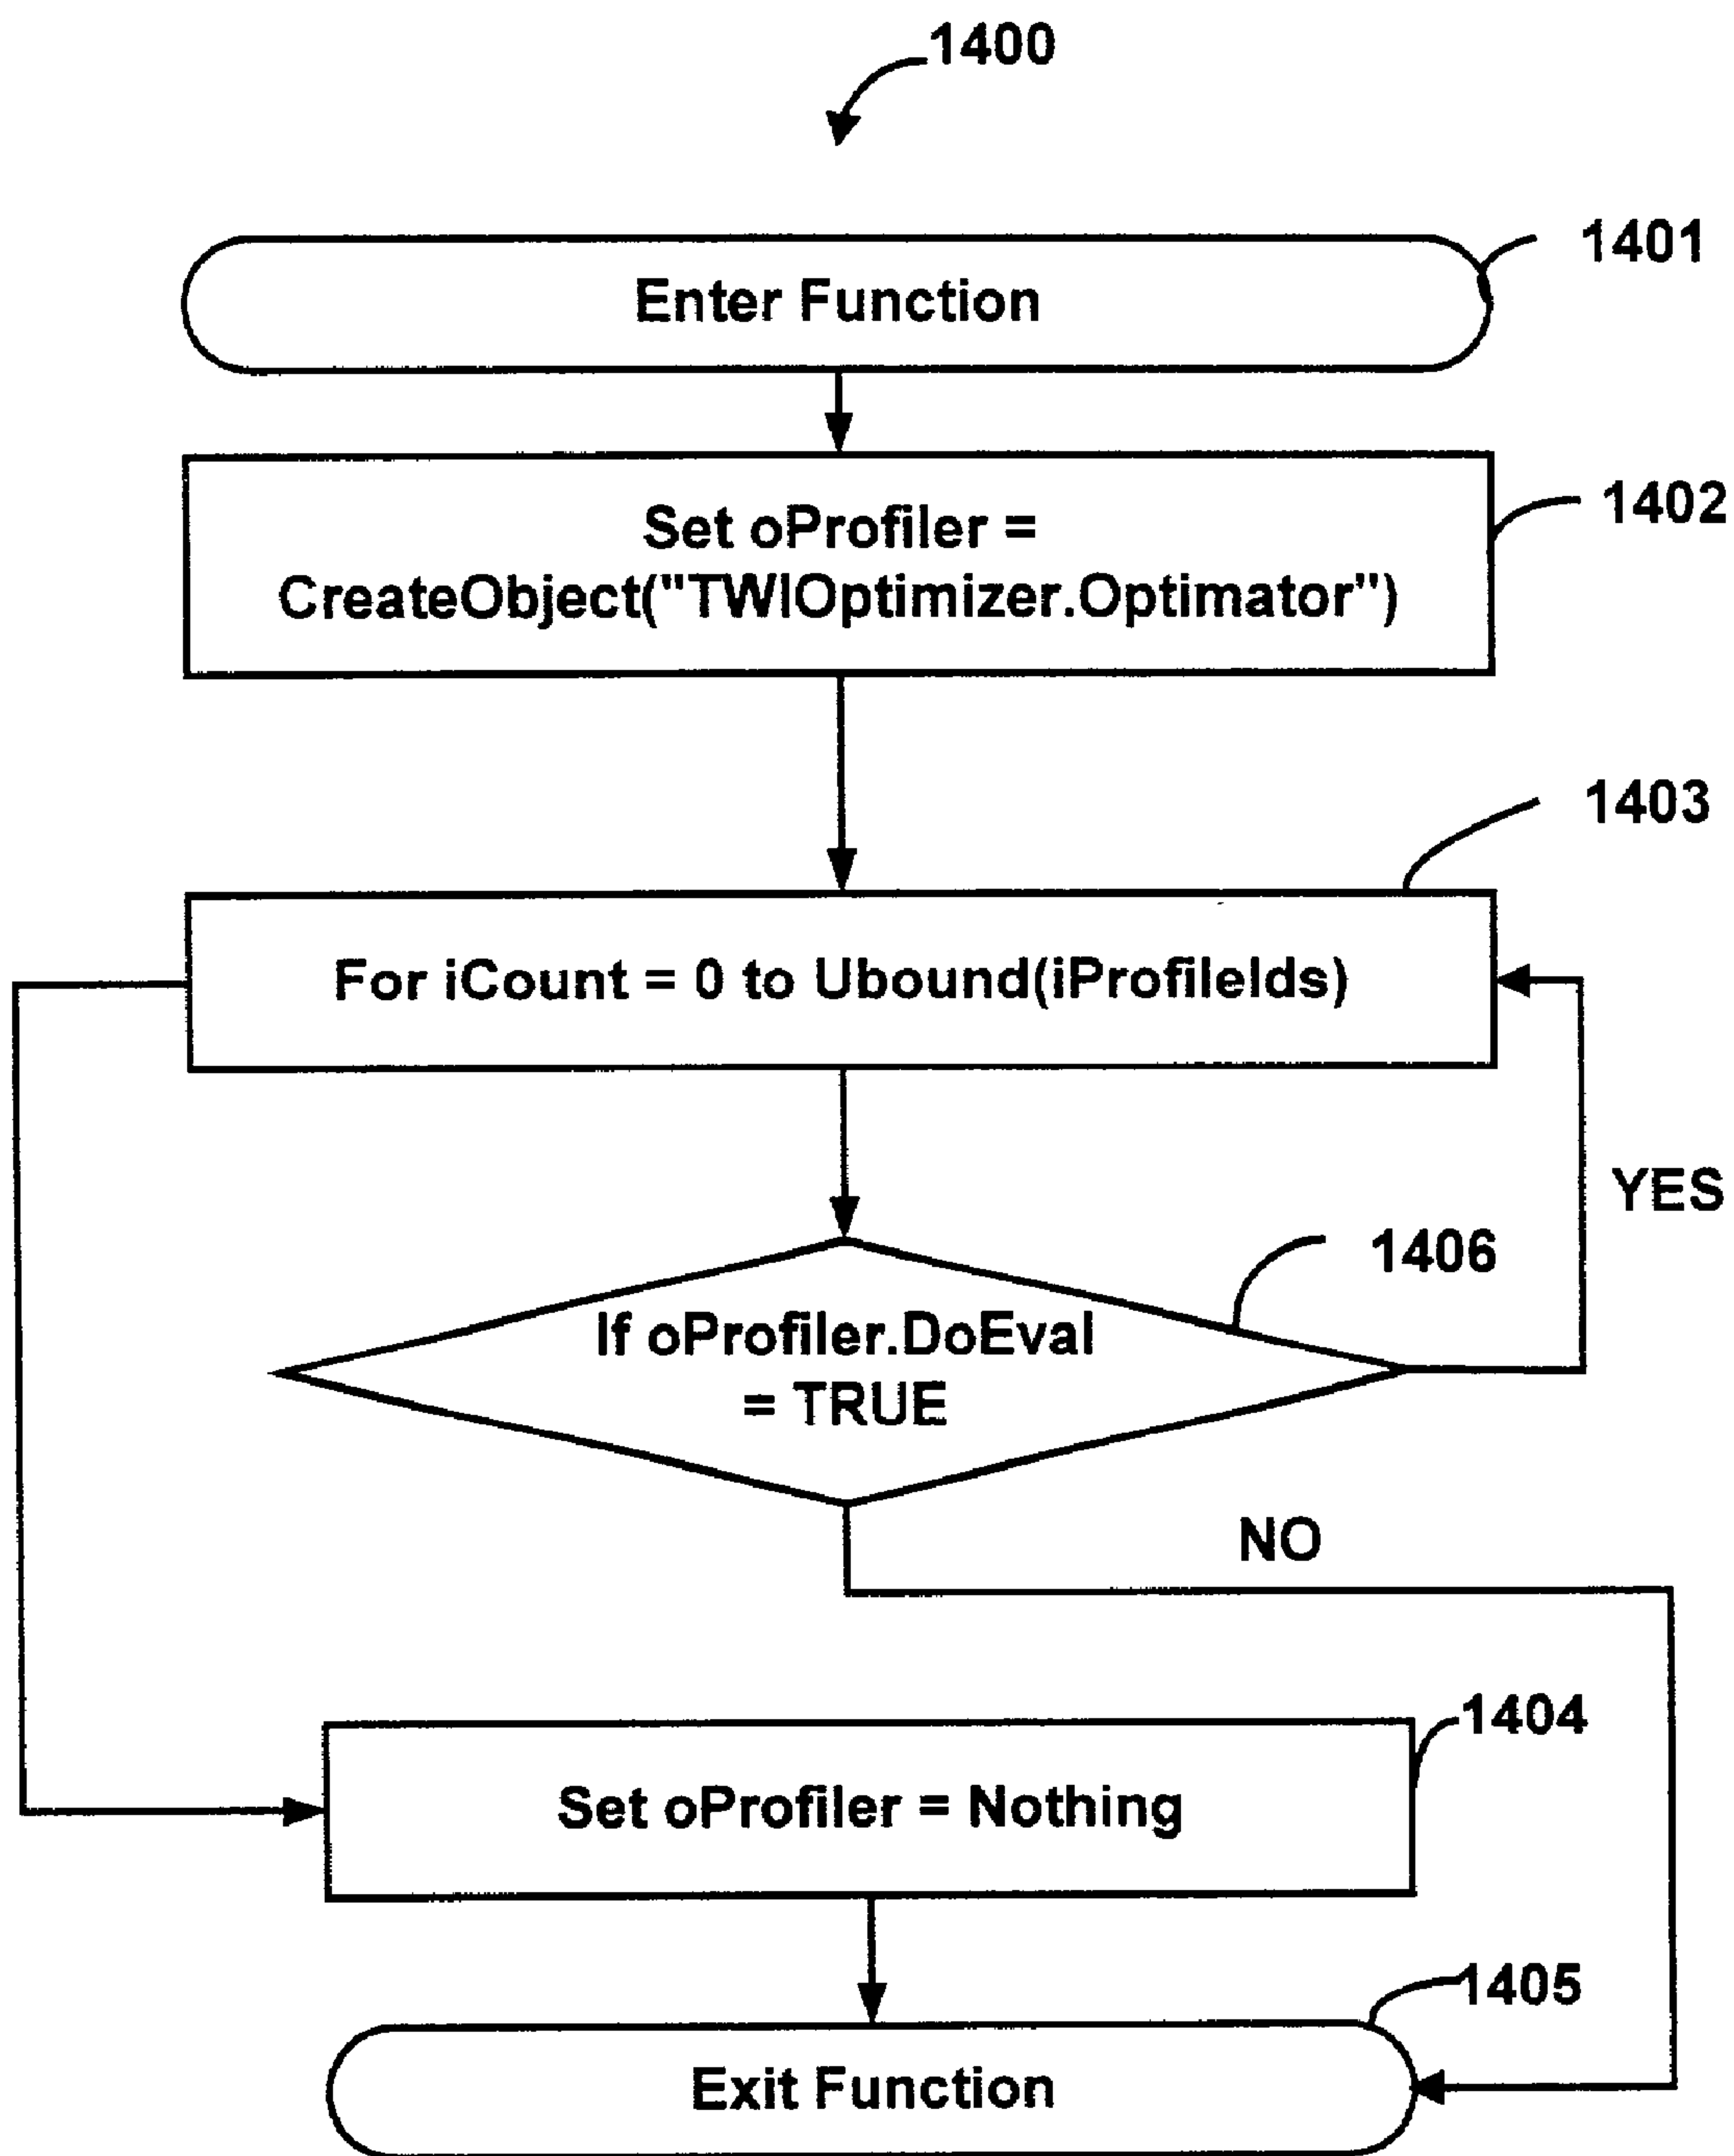 1400
1401
Enter Function
1402
Set oProfiler =
CreateObject("TWIOptimizer.Optimator")
1403
For iCount = 0 to Ubound(iProfileIds)
YES
1406
If oProfiler.DoEval
= TRUE
NO
1404
Set oProfiler = Nothing
1405
Exit Function